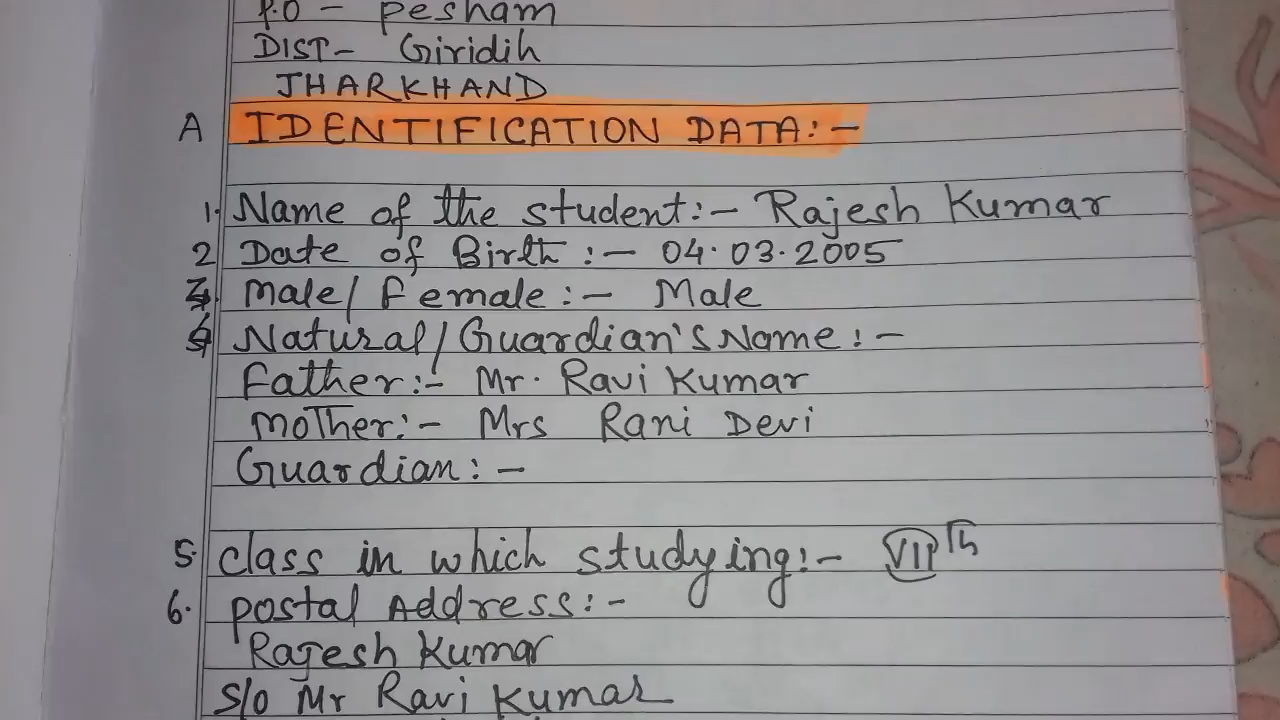 P.O - Pesham
DIST- Giridih
JHARKHAND
A IDENTIFICATION DATA:-
1. Name of the student:- Rajesh Kumar
2 Date of Birth :- 04.03.2005
3. Male/Female:- Male
4 Natural/Guardian's Name:-
Father:- Mr. Ravi Kumar
Mother:- Mrs Rani Devi
Guardian:-
5. class in which studying:- VIIth
6. Postal Address:-
Rajesh Kumar
S/O Mr Ravi Kumar